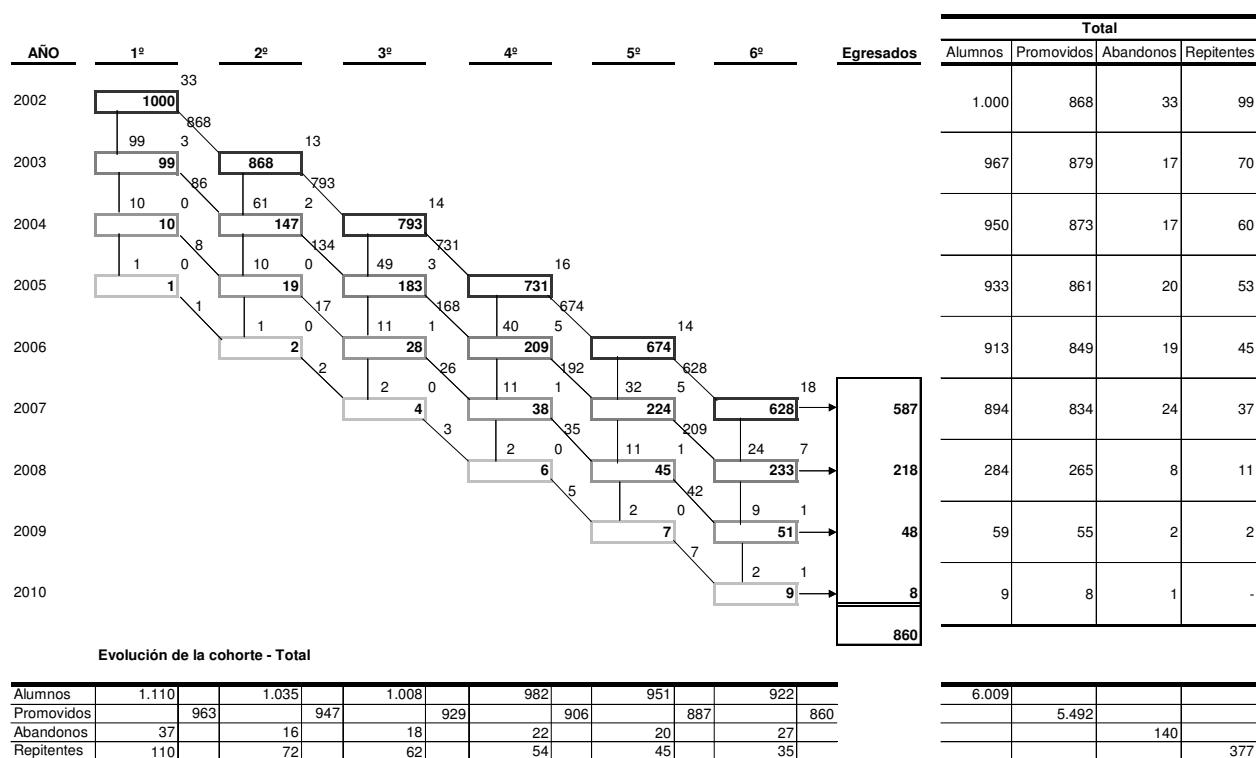 Total
AÑO 1º 2º 3º 4º 5º 6º Egresados Alumnos Promovidos Abandonos Repitentes
33
2002 1000 1.000 868 33 99
868
99 3 13
2003 99 868 967 879 17 70
86 793
10 0 61 2 14
2004 10 147 793 950 873 17 60
8 134 731
1 0 10 0 49 3 16
2005 1 19 183 731 933 861 20 53
1 17 168 674
1 0 11 1 40 5 14
2006 2 28 209 674 913 849 19 45
2 26 192 628
2 0 11 1 32 5 18
2007 4 38 224 628 587 894 834 24 37
3 35 209
2 0 11 1 24 7
2008 6 45 233 218 284 265 8 11
5 42
2 0 9 1
2009 7 51 48 59 55 2 2
7
2 1
2010 9 8 9 8 1 -
860
Evolución de la cohorte - Total
Alumnos 1.110 1.035 1.008 982 951 922 6.009
Promovidos 963 947 929 906 887 860 5.492
Abandonos 37 16 18 22 20 27 140
Repitentes 110 72 62 54 45 35 377